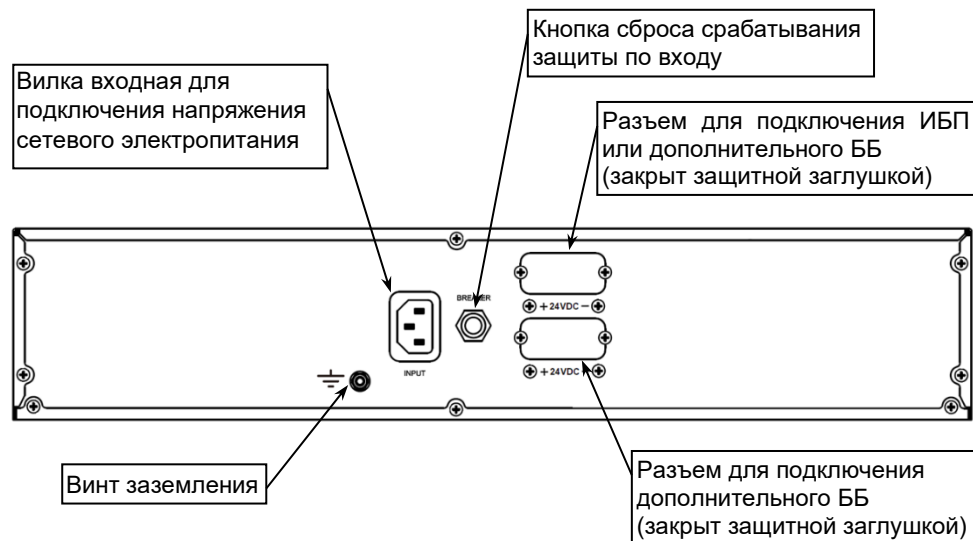 Кнопка сброса срабатывания
защиты по входу
Вилка входная для
подключения напряжения
сетевого электропитания
Разъем для подключения ИБП
или дополнительного ББ
(закрыт защитной заглушкой)
BREAKER
+ 24VDC −
INPUT
+ 24VDC
Винт заземления
Разъем для подключения
дополнительного ББ
(закрыт защитной заглушкой)